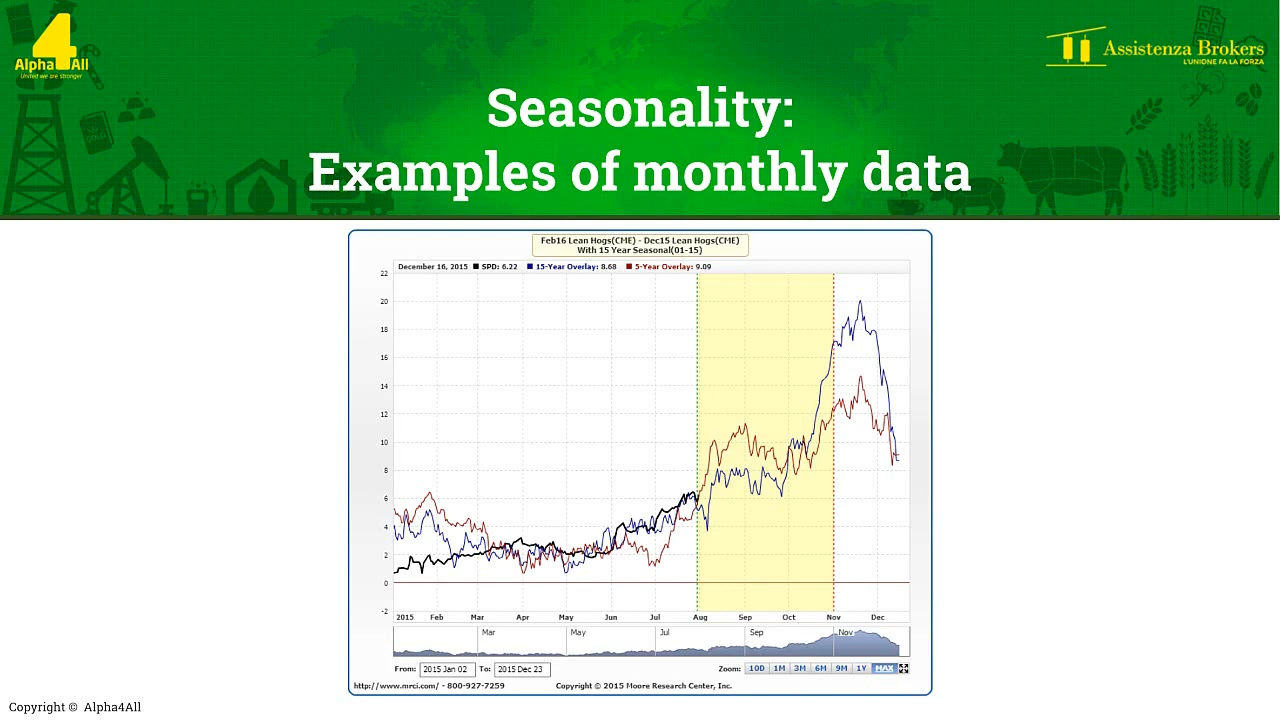 4
Alpha All
United we are stronger
Assistenza Brokers
L'UNIONE FA LA FORZA
Seasonality:
Examples of monthly data
Feb16 Lean Hogs(CME) - Dec15 Lean Hogs(CME)
With 15 Year Seasonal(01-15)
December 16, 2015 SPD: 6.22 15-Year Overlay: 8.68 5-Year Overlay: 9.09
22
20
18
16
14
12
10
8
6
4
2
0
-2
2015 Feb Mar Apr May Jun Jul Aug Sep Oct Nov Dec
Mar May Jul Sep Nov
From: 2015 Jan 02 To: 2015 Dec 23 Zoom: 10D 1M 3M 6M 9M 1Y MAX
http://www.mrci.com/ - 800-927-7259 Copyright © 2015 Moore Research Center, Inc.
Copyright © Alpha4All